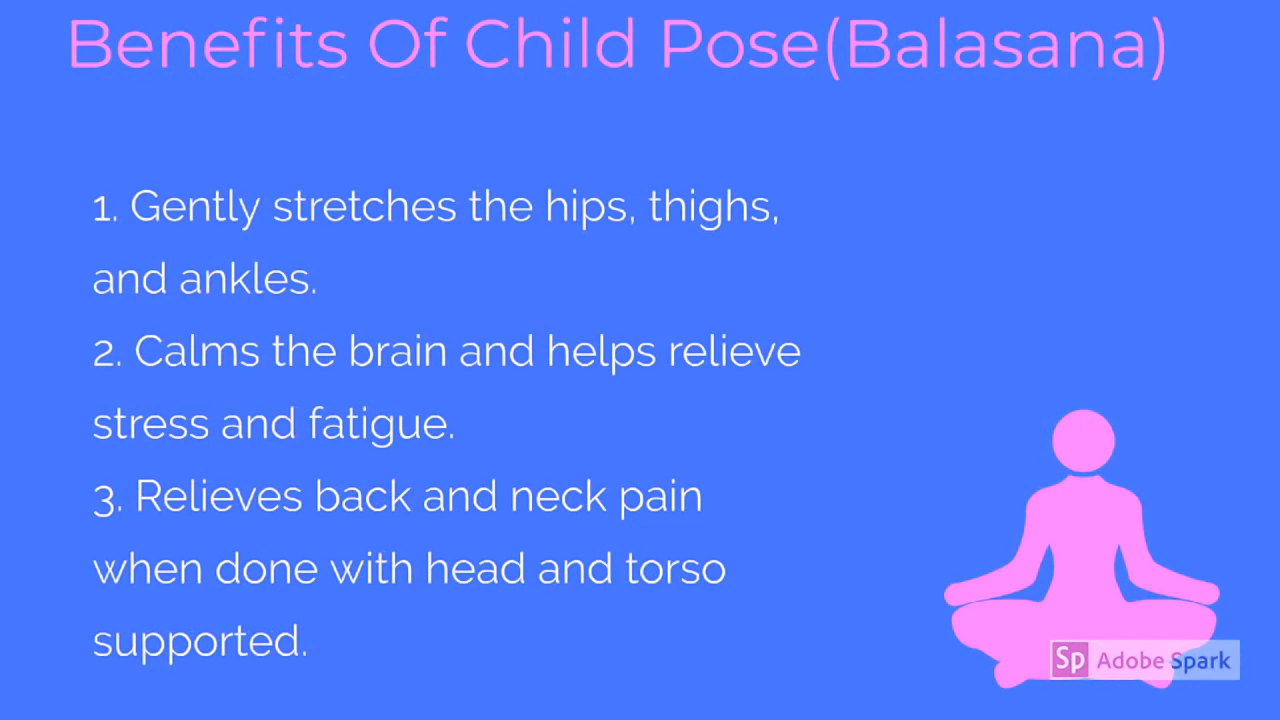 Benefits Of Child Pose(Balasana)
1. Gently stretches the hips, thighs,
and ankles.
2. Calms the brain and helps relieve
stress and fatigue.
3. Relieves back and neck pain
when done with head and torso
supported.
Sp Adobe Spark